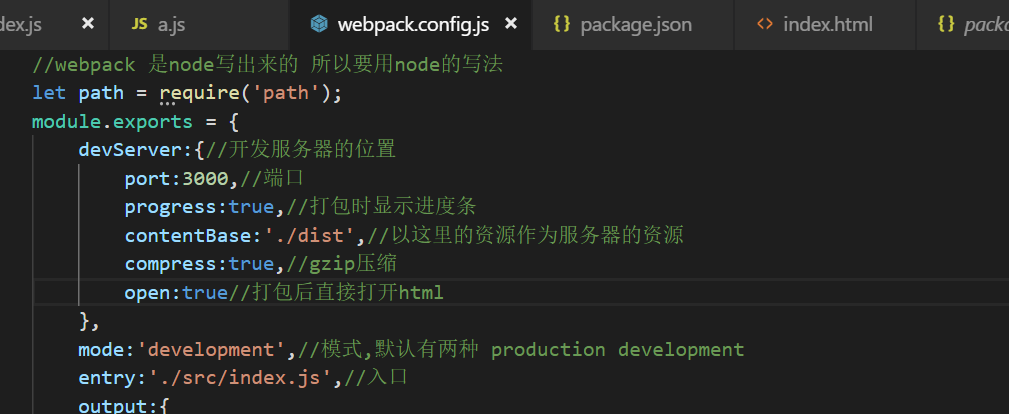 dex.js × JS a.js webpack.config.js × {} package.json <> index.html {} packa
//webpack 是node写出来的 所以要用node的写法
let path = require('path');
module.exports = {
devServer:{//开发服务器的位置
port:3000,//端口
progress:true,//打包时显示进度条
contentBase:'./dist',//以这里的资源作为服务器的资源
compress:true,//gzip压缩
open:true//打包后直接打开html
},
mode:'development',//模式,默认有两种 production development
entry:'./src/index.js',//入口
output:{